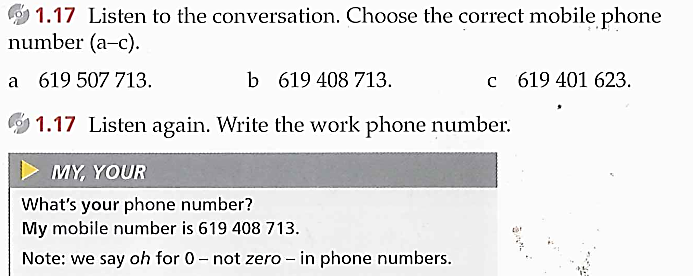 1.17 Listen to the conversation. Choose the correct mobile phone
number (a–c).
a 619 507 713. b 619 408 713. c 619 401 623.
1.17 Listen again. Write the work phone number.
MY, YOUR
What's your phone number?
My mobile number is 619 408 713.
Note: we say oh for 0 – not zero – in phone numbers.